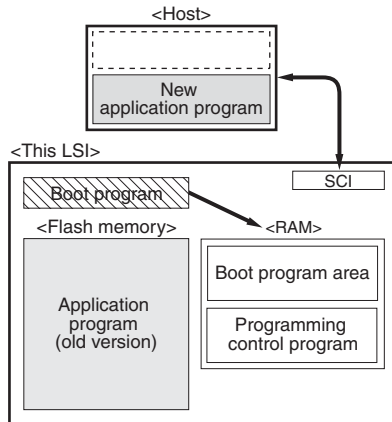 <Host>
New
application program
<This LSI>
SCI
Boot program
<Flash memory>
<RAM>
Boot program area
Application
program
(old version)
Programming
control program